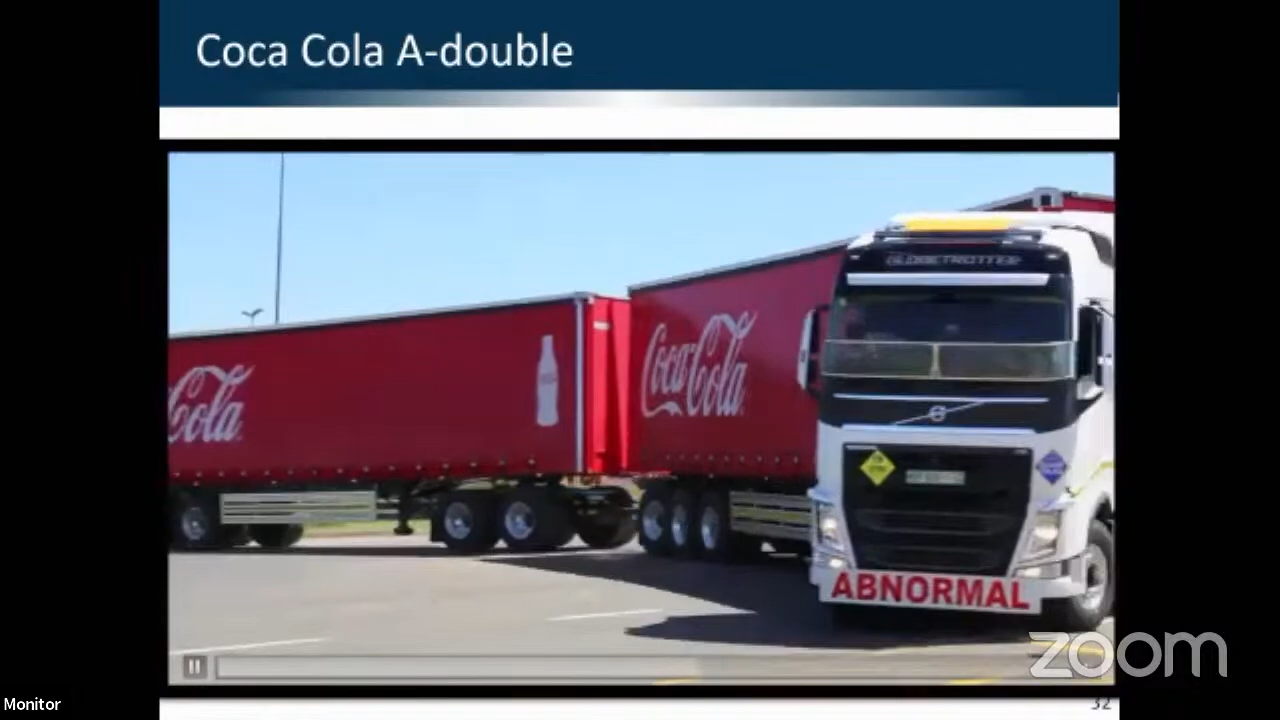 Coca Cola A-double
GLOBETROTTER
Coca-Cola
Cola
ABNORMAL
zoom
Monitor
32